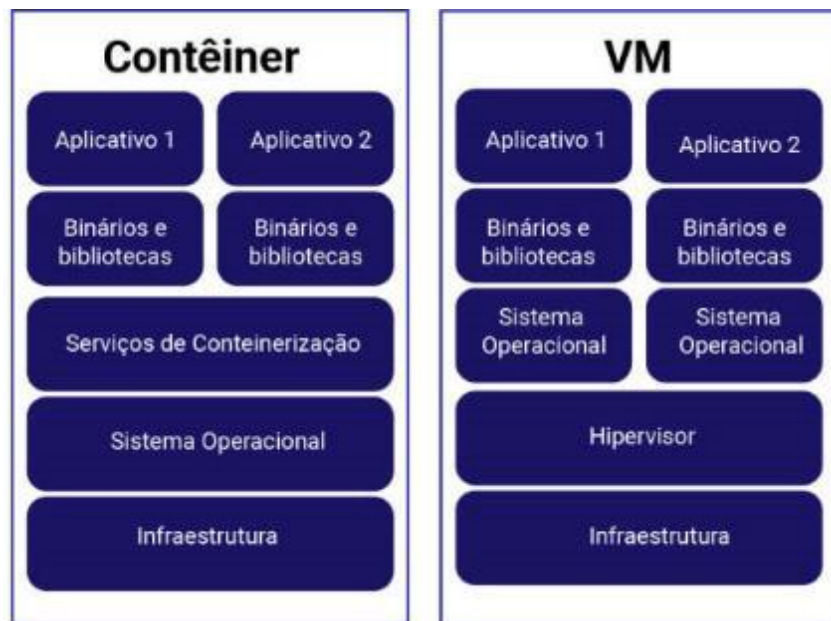 Contêiner
Aplicativo 1
Aplicativo 2
Binários e
bibliotecas
Binários e
bibliotecas
Serviços de Conteinerização
Sistema Operacional
Infraestrutura
VM
Aplicativo 1
Aplicativo 2
Binários e
bibliotecas
Binários e
bibliotecas
Sistema
Operacional
Sistema
Operacional
Hipervisor
Infraestrutura